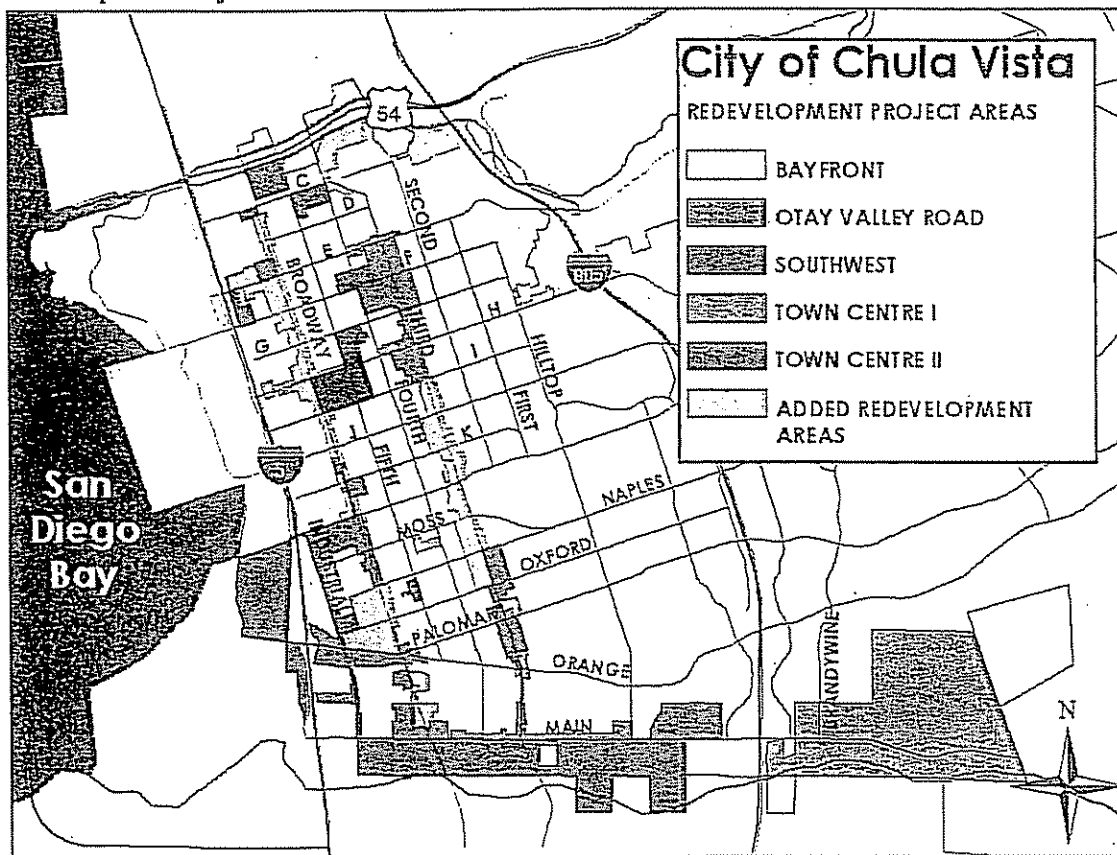 City of Chula Vista
REDEVELOPMENT PROJECT AREAS
BAYFRONT
OTAY VALLEY ROAD
SOUTHWEST
TOWN CENTRE I
TOWN CENTRE II
ADDED REDEVELOPMENT
AREAS
54
C
D
SECOND
E
F
BROADWAY
THIRD
G
H
I
HILLTOP
FIRST
FOURTH
J
K
FIFTH
San
Diego
Bay
MOSS
NAPLES
INDUSTRIAL
OXFORD
PALOMAR
ORANGE
BRANDYWINE
MAIN
N